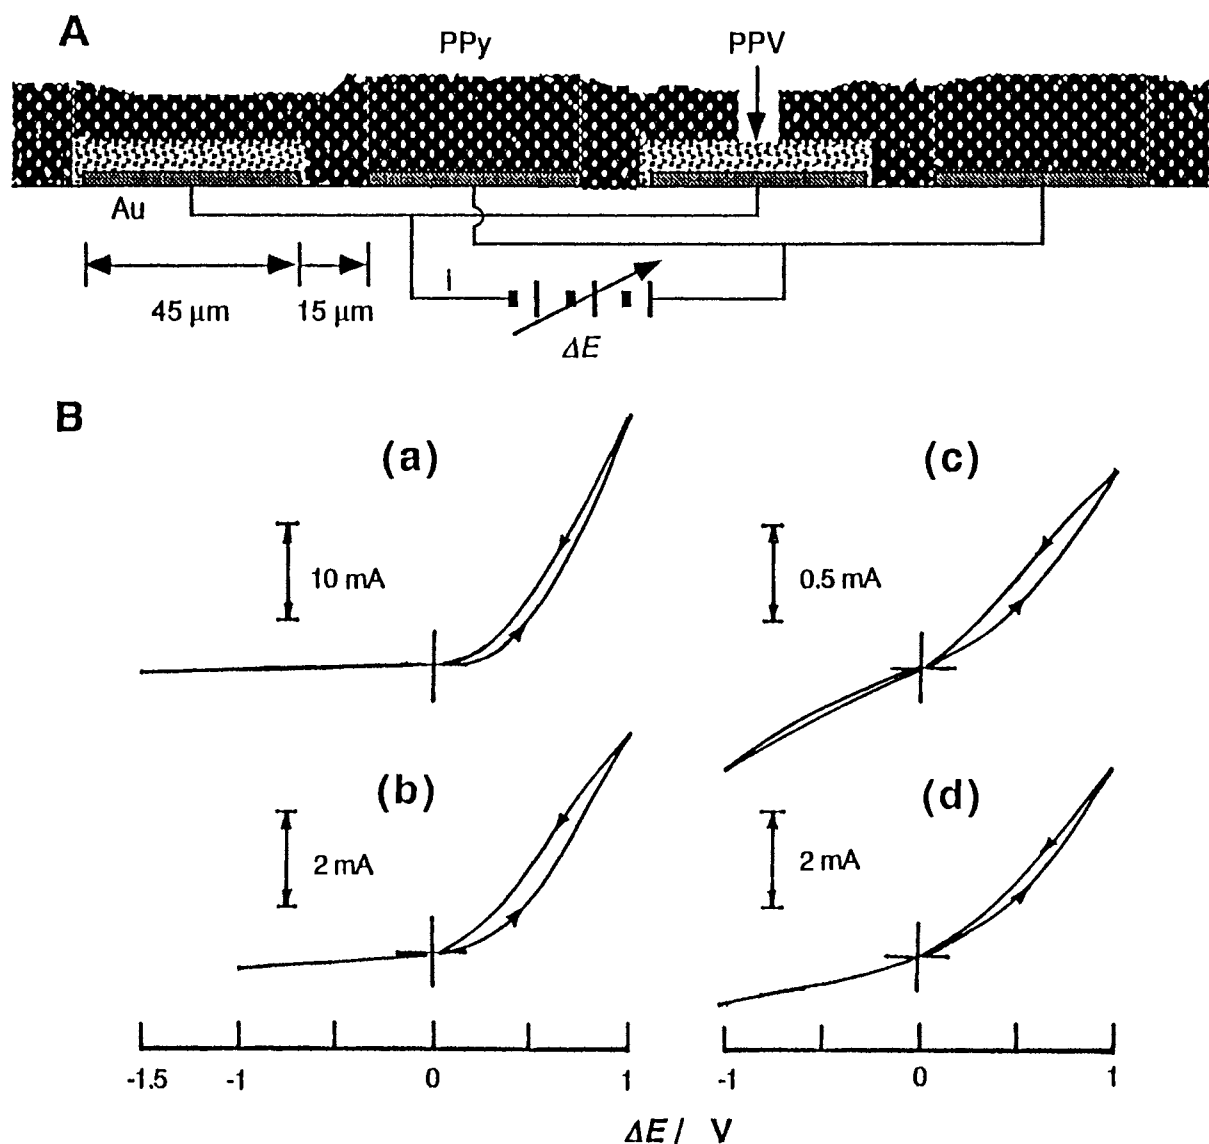 A
PPy
PPV
Au
45 μm
15 μm
i
ΔE
B
(a)
(c)
10 mA
0.5 mA
(b)
(d)
2 mA
2 mA
-1.5 -1 0 1
-1 0 1
ΔE / V